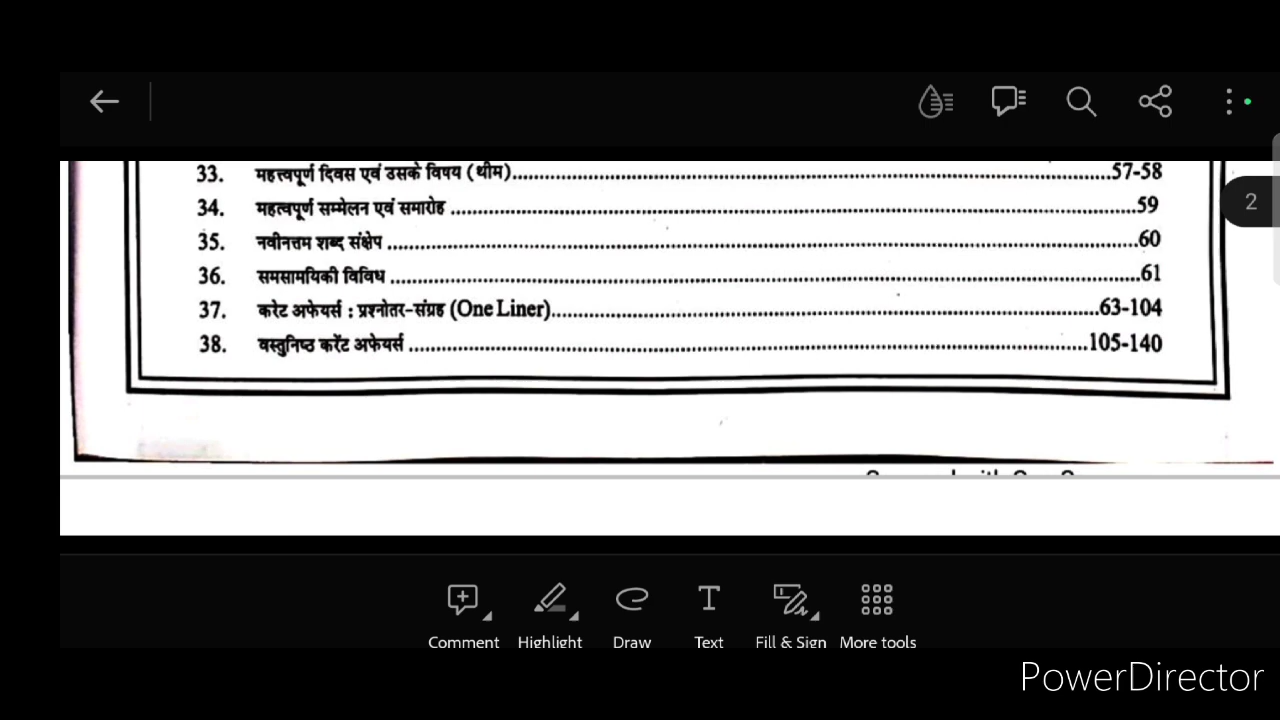 2
33. महत्त्वपूर्ण दिवस एवं उसके विषय (थीम)..........57-58
34. महत्वपूर्ण सम्मेलन एवं समारोह ..........59
35. नवीनत्तम शब्द संक्षेप ..........60
36. समसामयिकी विविध ..........61
37. करेट अफेयर्स : प्रश्नोतर-संग्रह (One Liner)..........63-104
38. वस्तुनिष्ठ करेंट अफेयर्स ..........105-140
Comment Highlight Draw Text Fill & Sign More tools
PowerDirector